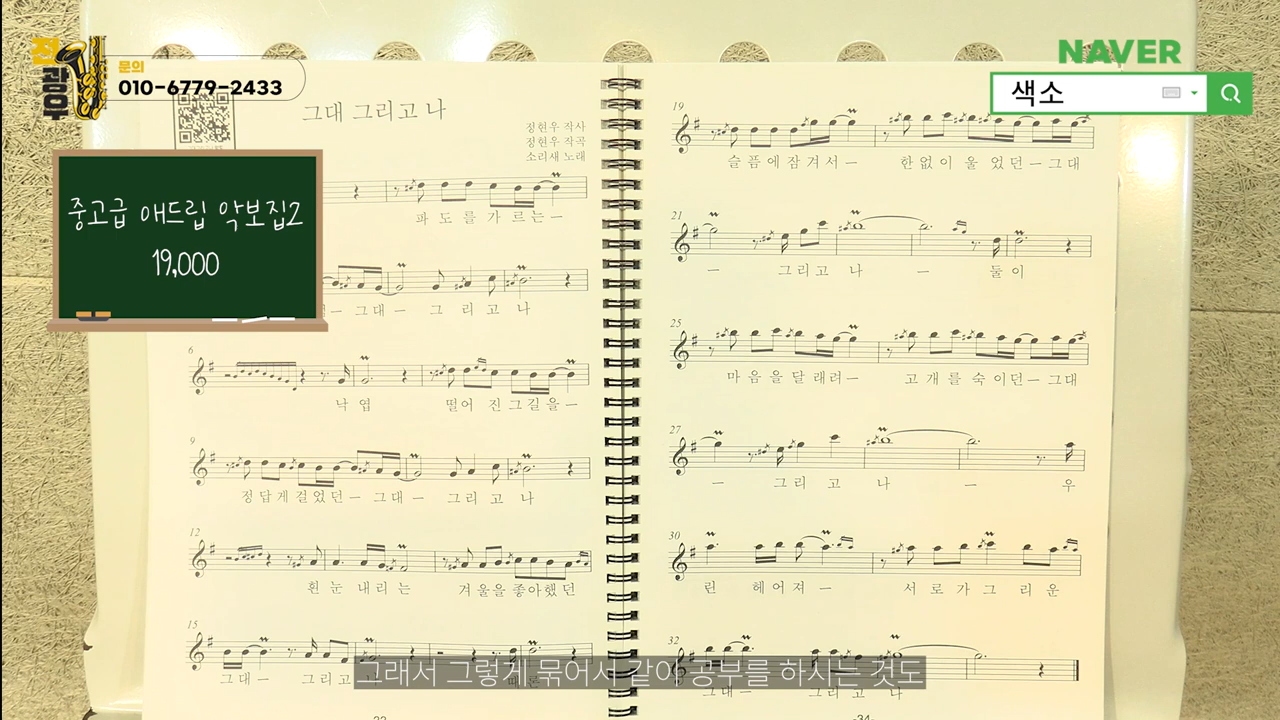 전
광
우
문의
010-6779-2433
NAVER
색소
중고급 애드립 악보집2
19,000
그대 그리고 나
정현우 작사
정현우 작곡
소리새 노래
파 도 를 가 르 는 –
– 그대 – 그 리 고 나
6
낙 엽 떨어 진 그 길 을 –
9
정 답 게 걸 었 던 – 그대 – 그리 고 나
12
흰 눈 내 리 는 겨 울 을 좋 아 했 던
15
그대 – 그 리 고
19
슬 픔 에 잠 겨 서 – 한 없 이 울 었 던 – 그대
21
– 그리고 나 – 둘 이
25
마 음 을 달 래 려 – 고 개 를 숙 이 던 – 그대
27
– 그리 고 나 – 우
30
린 헤 어 져 – 서 로 가 그 리 운
32
그대 – 그 리 고 나
그래서 그렇게 묶어서 같이 공부를 하시는 것도
-34-